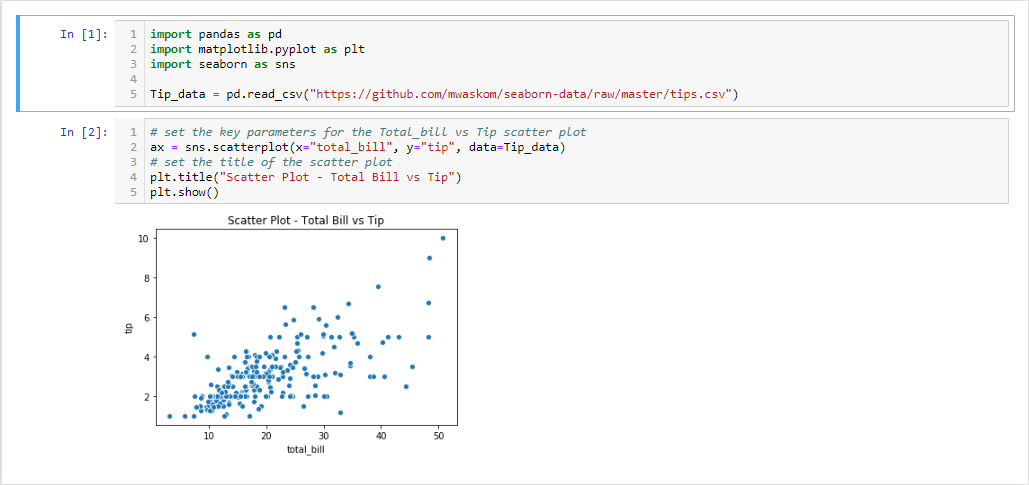 In [1]:
1 import pandas as pd
2 import matplotlib.pyplot as plt
3 import seaborn as sns
4
5 Tip_data = pd.read_csv("https://github.com/mwaskom/seaborn-data/raw/master/tips.csv")
In [2]:
1 # set the key parameters for the Total_bill vs Tip scatter plot
2 ax = sns.scatterplot(x="total_bill", y="tip", data=Tip_data)
3 # set the title of the scatter plot
4 plt.title("Scatter Plot - Total Bill vs Tip")
5 plt.show()
Scatter Plot - Total Bill vs Tip
10
8
6
4
2
tip
10 20 30 40 50
total_bill